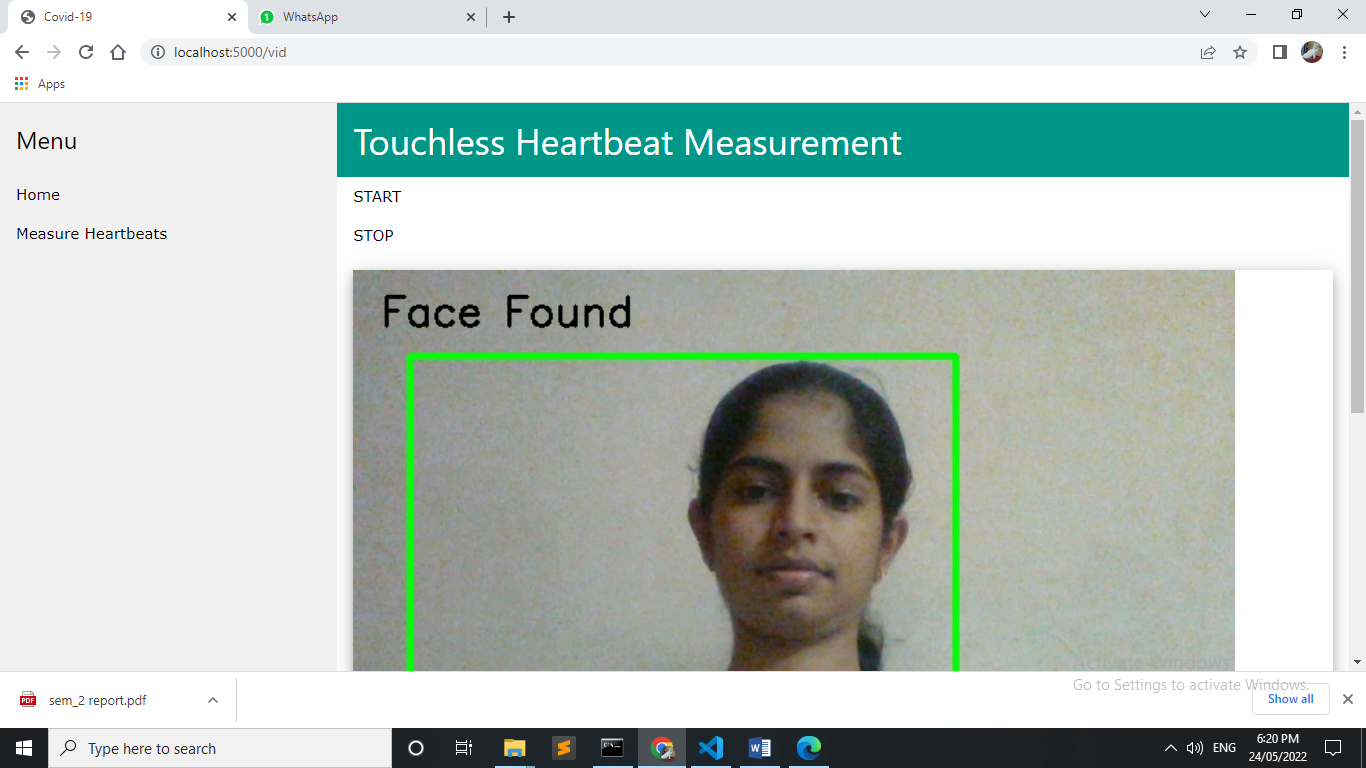 Covid-19
1 WhatsApp
localhost:5000/vid
Apps
Menu
Home
Measure Heartbeats
Touchless Heartbeat Measurement
START
STOP
Face Found
Activate Windows
Go to Settings to activate Windows.
PDF sem_2 report.pdf
Show all
Type here to search
ENG
6:20 PM
24/05/2022